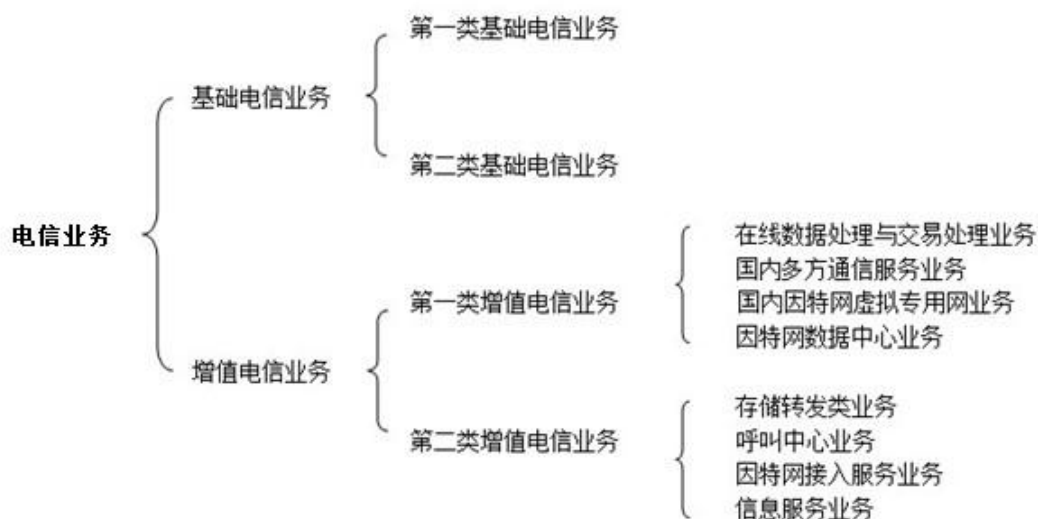 电信业务
基础电信业务
第一类基础电信业务
第二类基础电信业务
增值电信业务
第一类增值电信业务
在线数据处理与交易处理业务
国内多方通信服务业务
国内因特网虚拟专用网业务
因特网数据中心业务
第二类增值电信业务
存储转发类业务
呼叫中心业务
因特网接入服务业务
信息服务业务